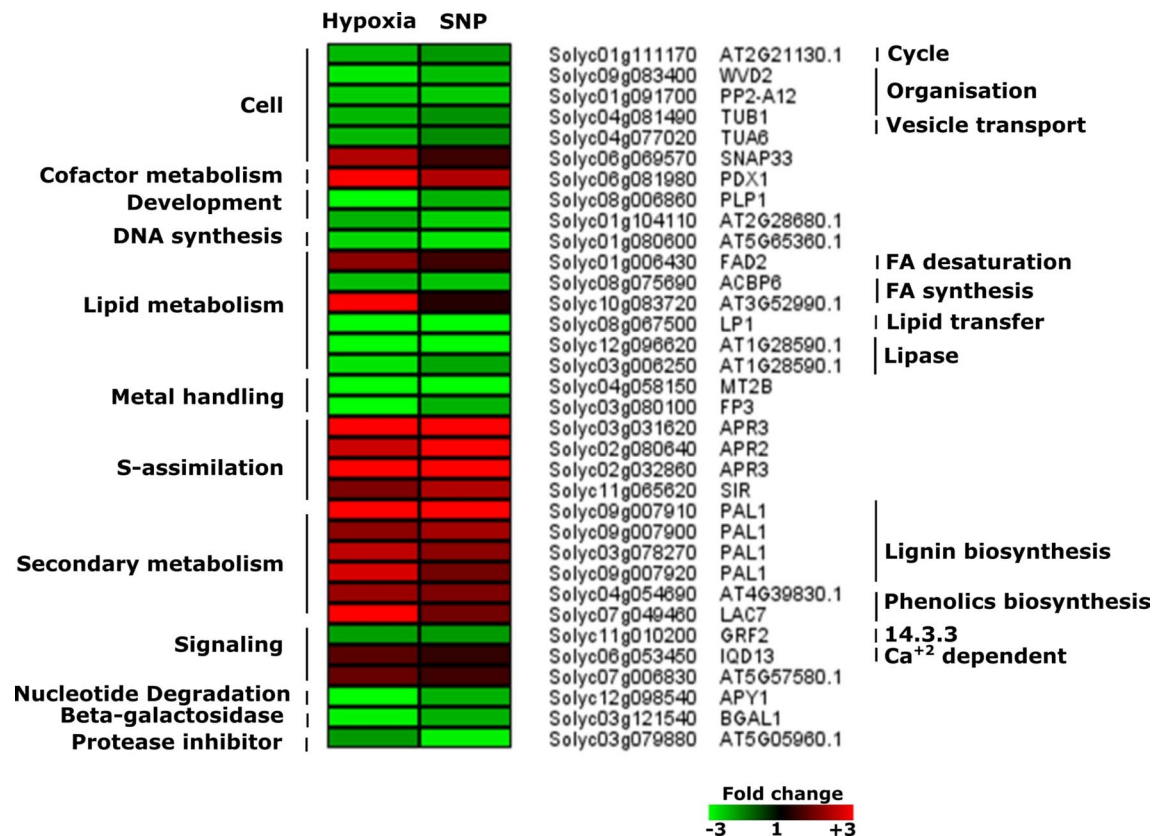 Hypoxia SNP
Solyc01g111170 AT2G21130.1 Cycle
Solyc09g083400 WVD2
Cell Solyc01g091700 PP2-A12 Organisation
Solyc04g081490 TUB1 Vesicle transport
Solyc04g077020 TUA6
Solyc06g069570 SNAP33
Cofactor metabolism Solyc06g081980 PDX1
Development Solyc08g006860 PLP1
Solyc01g104110 AT2G28680.1
DNA synthesis Solyc01g080600 AT5G65360.1
Solyc01g006430 FAD2 FA desaturation
Solyc08g075690 ACBP6 FA synthesis
Lipid metabolism Solyc10g083720 AT3G52990.1
Solyc08g067500 LP1 Lipid transfer
Solyc12g096620 AT1G28590.1 Lipase
Solyc03g006250 AT1G28590.1
Metal handling Solyc04g058150 MT2B
Solyc03g080100 FP3
Solyc03g031620 APR3
S-assimilation Solyc02g080640 APR2
Solyc02g032860 APR3
Solyc11g065620 SIR
Solyc09g007910 PAL1
Solyc09g007900 PAL1
Secondary metabolism Solyc03g078270 PAL1 Lignin biosynthesis
Solyc09g007920 PAL1
Solyc04g054690 AT4G39830.1 Phenolics biosynthesis
Solyc07g049460 LAC7
Signaling Solyc11g010200 GRF2 14.3.3
Solyc06g053450 IQD13 Ca+2 dependent
Solyc07g006830 AT5G57580.1
Nucleotide Degradation Solyc12g098540 APY1
Beta-galactosidase Solyc03g121540 BGAL1
Protease inhibitor Solyc03g079880 AT5G05960.1
Fold change
-3 1 +3